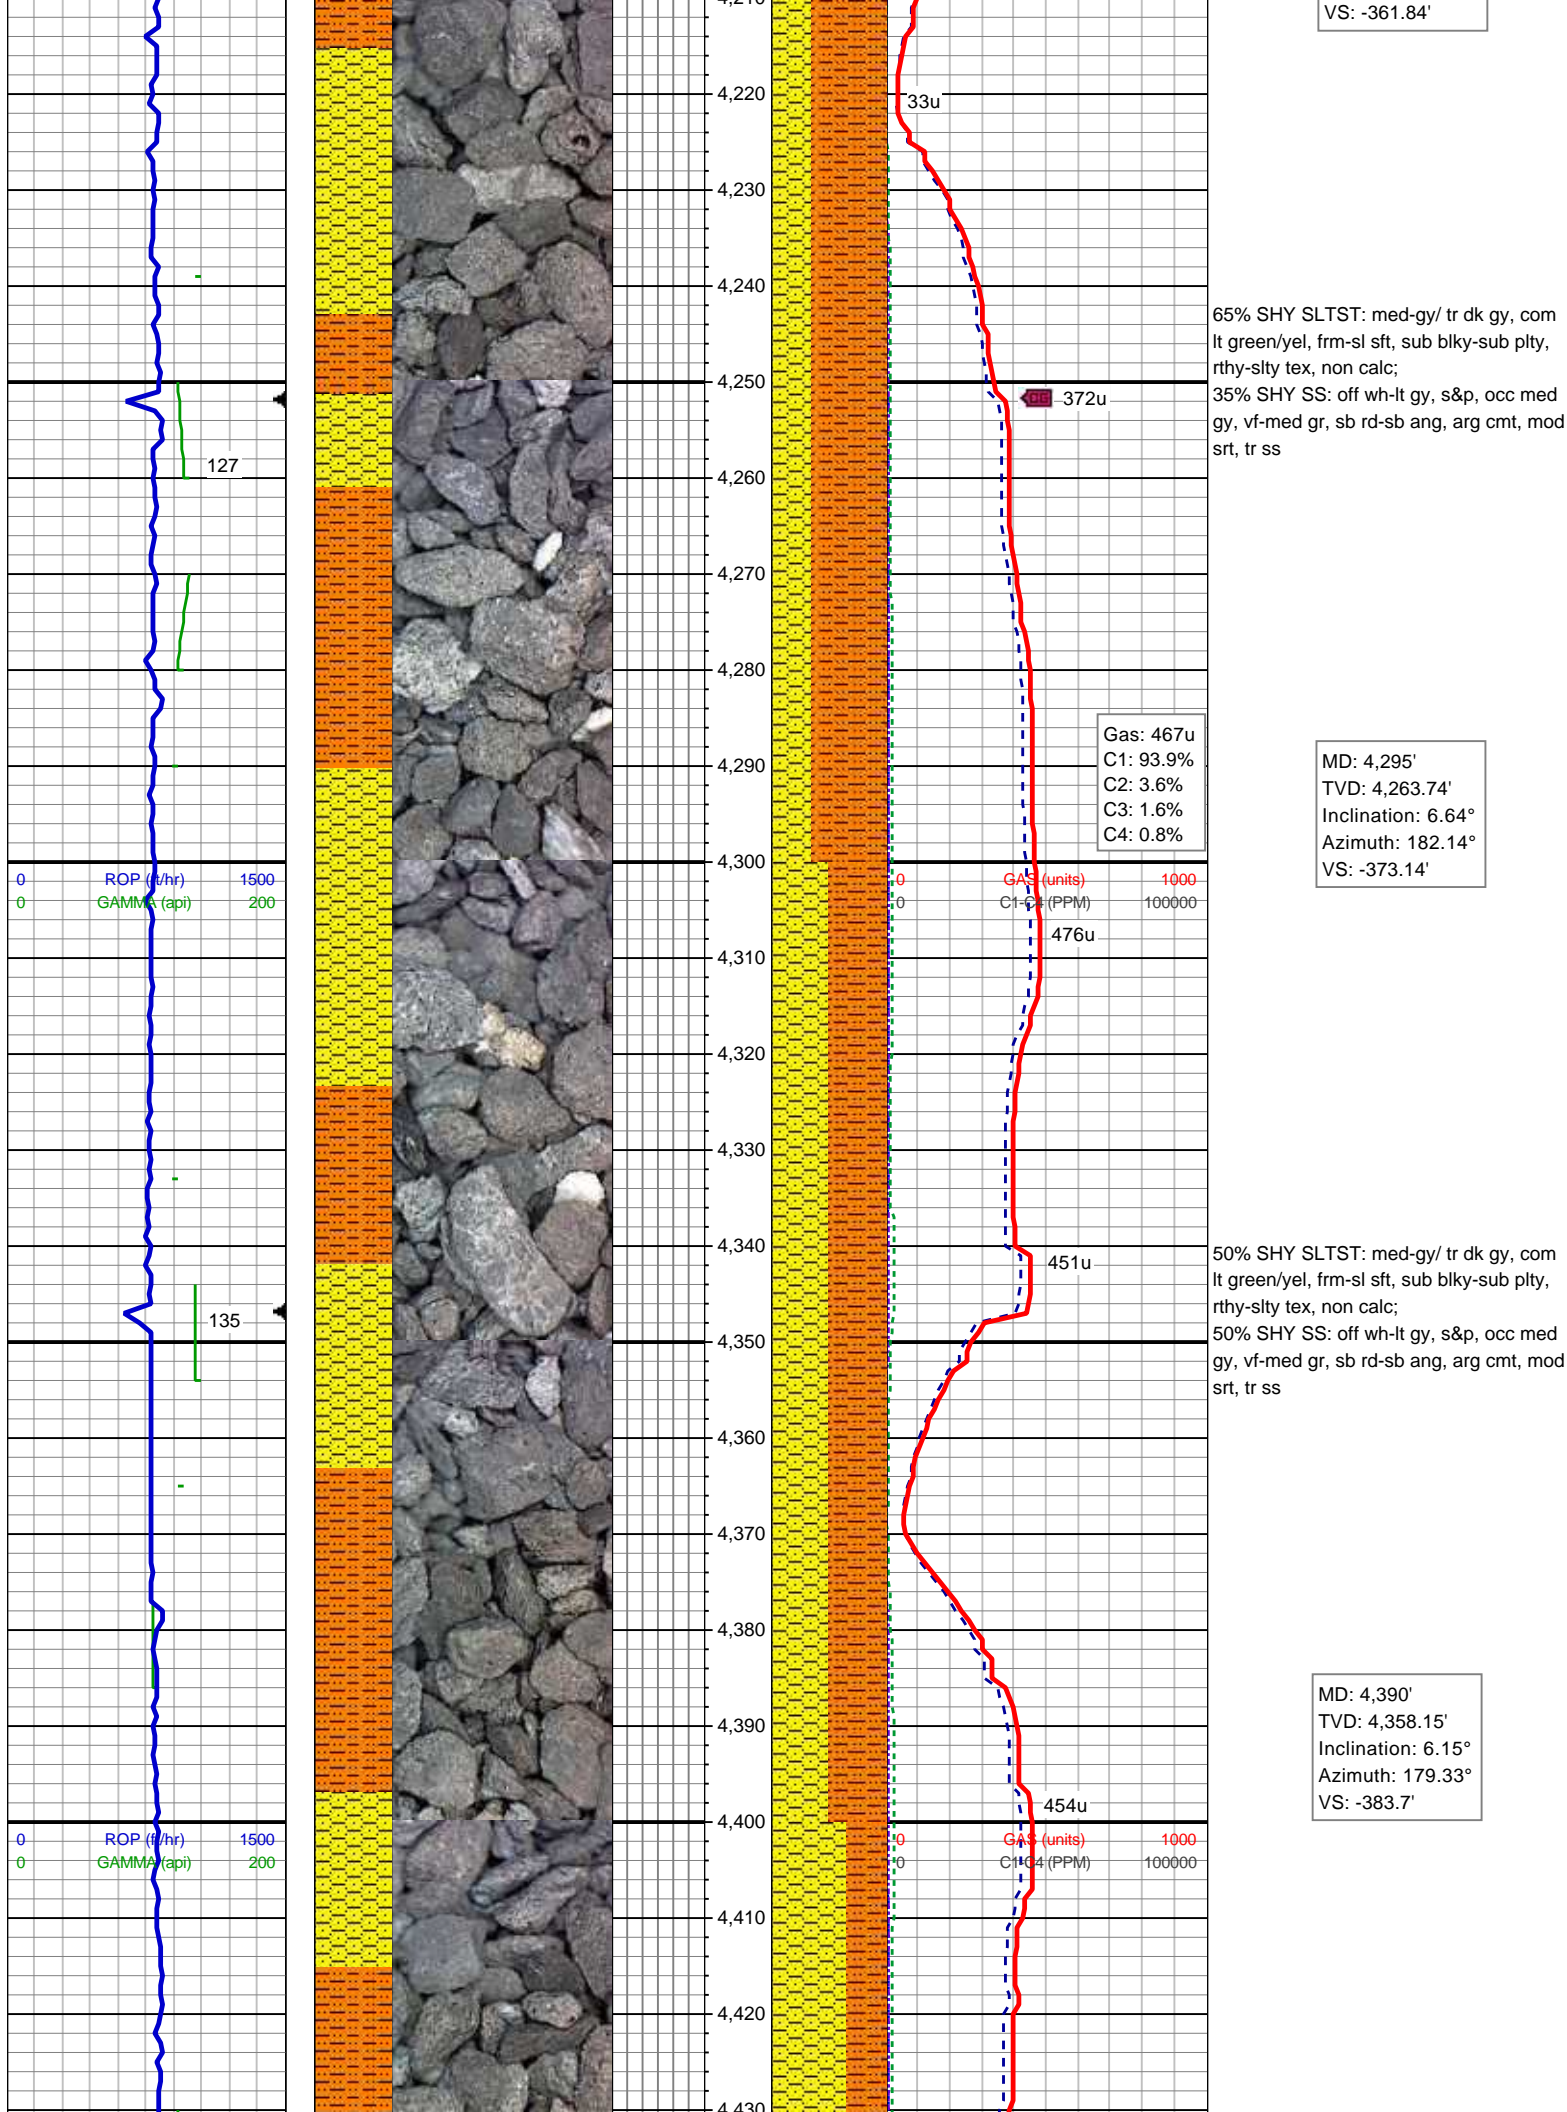 4,210
VS: -361.84'
4,220
33u
4,230
4,240
65% SHY SLTST: med-gy/ tr dk gy, com
lt green/yel, frm-sl sft, sub blky-sub plty,
rthy-slty tex, non calc;
35% SHY SS: off wh-lt gy, s&p, occ med
gy, vf-med gr, sb rd-sb ang, arg cmt, mod
srt, tr ss
4,250
CG 372u
127
4,260
4,270
4,280
Gas: 467u
C1: 93.9%
C2: 3.6%
C3: 1.6%
C4: 0.8%
4,290
MD: 4,295'
TVD: 4,263.74'
Inclination: 6.64°
Azimuth: 182.14°
VS: -373.14'
4,300
0 ROP (ft/hr) 1500
0 GAMMA (api) 200
0 GAS (units) 1000
0 C1-C4 (PPM) 100000
476u
4,310
4,320
4,330
4,340
451u
50% SHY SLTST: med-gy/ tr dk gy, com
lt green/yel, frm-sl sft, sub blky-sub plty,
rthy-slty tex, non calc;
50% SHY SS: off wh-lt gy, s&p, occ med
gy, vf-med gr, sb rd-sb ang, arg cmt, mod
srt, tr ss
135
4,350
4,360
4,370
4,380
4,390
MD: 4,390'
TVD: 4,358.15'
Inclination: 6.15°
Azimuth: 179.33°
VS: -383.7'
454u
4,400
0 ROP (ft/hr) 1500
0 GAMMA (api) 200
0 GAS (units) 1000
0 C1-C4 (PPM) 100000
4,410
4,420
4,430